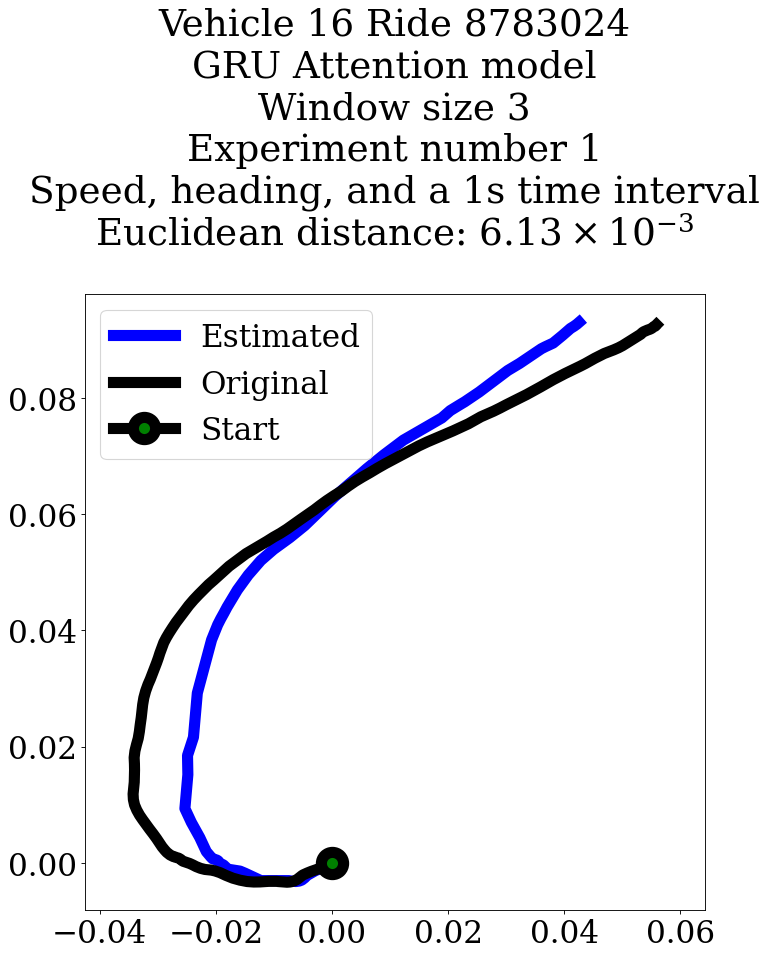 Vehicle 16 Ride 8783024
GRU Attention model
Window size 3
Experiment number 1
Speed, heading, and a 1s time interval
Euclidean distance: 6.13 × 10⁻³
Estimated
Original
Start
0.08
0.06
0.04
0.02
0.00
−0.04 −0.02 0.00 0.02 0.04 0.06